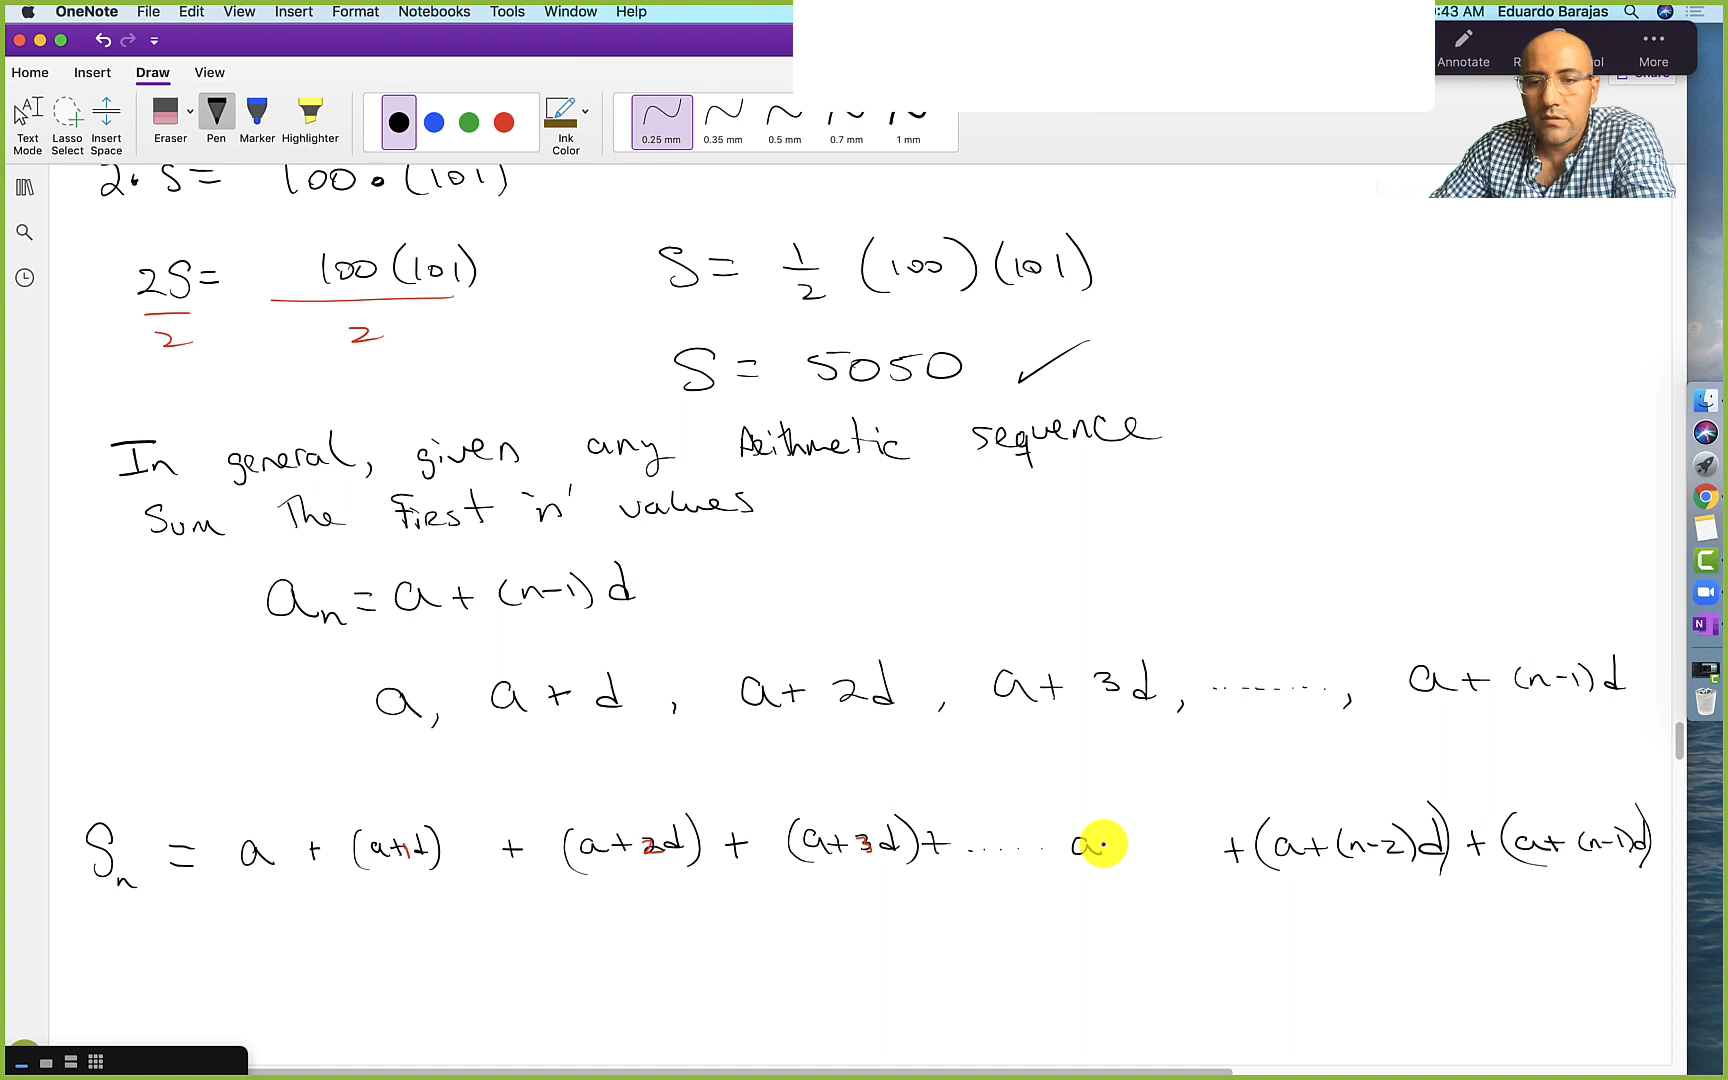 OneNote File Edit View Insert Format Notebooks Tools Window Help
:43 AM Eduardo Barajas
Annotate
More
Home Insert Draw View
Share
Text Mode
Lasso Select
Insert Space
Eraser
Pen
Marker
Highlighter
Ink Color
0.25 mm 0.35 mm 0.5 mm 0.7 mm 1 mm
2·S= 100·(101)
2S/2 = 100(101)/2
S= 1/2 (100)(101)
S= 5050 ✓
In general, given any Arithmetic sequence
Sum The First 'n' values
aₙ = a + (n-1)d
a, a+d, a+2d, a+3d, ......., a+(n-1)d
Sₙ = a + (a+1d) + (a+2d) + (a+3d)+ ..... a +(a+(n-2)d) + (a+(n-1)d)